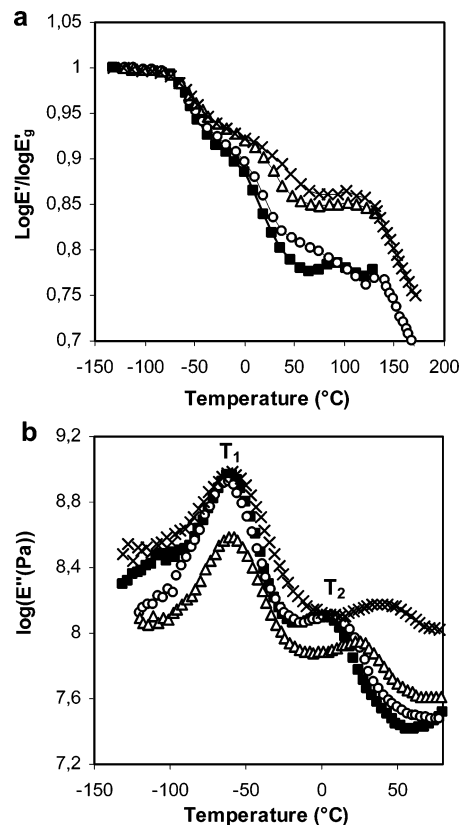 a
1,05
1
0,95
0,9
0,85
0,8
0,75
0,7
LogE'/logE'g
-150 -100 -50 0 50 100 150 200
Temperature (°C)
b
9,2
8,8
8,4
8
7,6
7,2
log(E''(Pa))
T1
T2
-150 -100 -50 0 50
Temperature (°C)